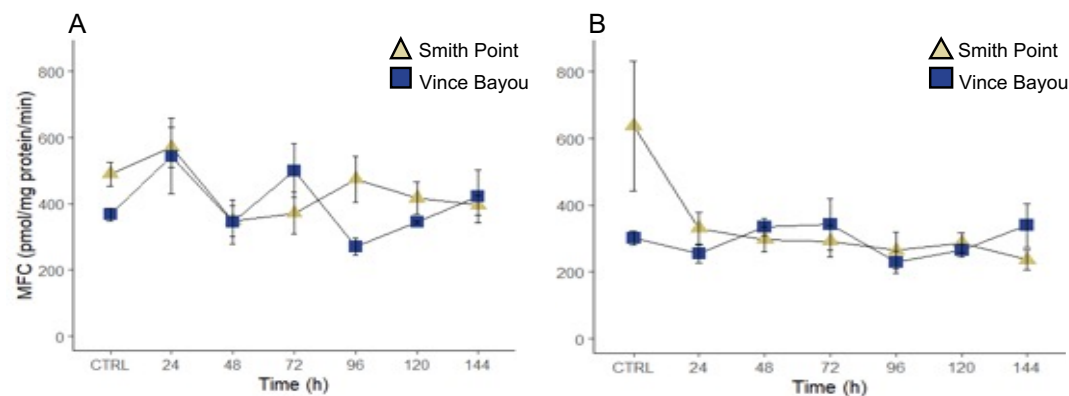 A
B
Smith Point
Vince Bayou
Smith Point
Vince Bayou
MFC (pmol/mg protein/min)
800
600
400
200
0
800
600
400
200
0
CTRL 24 48 72 96 120 144
CTRL 24 48 72 96 120 144
Time (h)
Time (h)